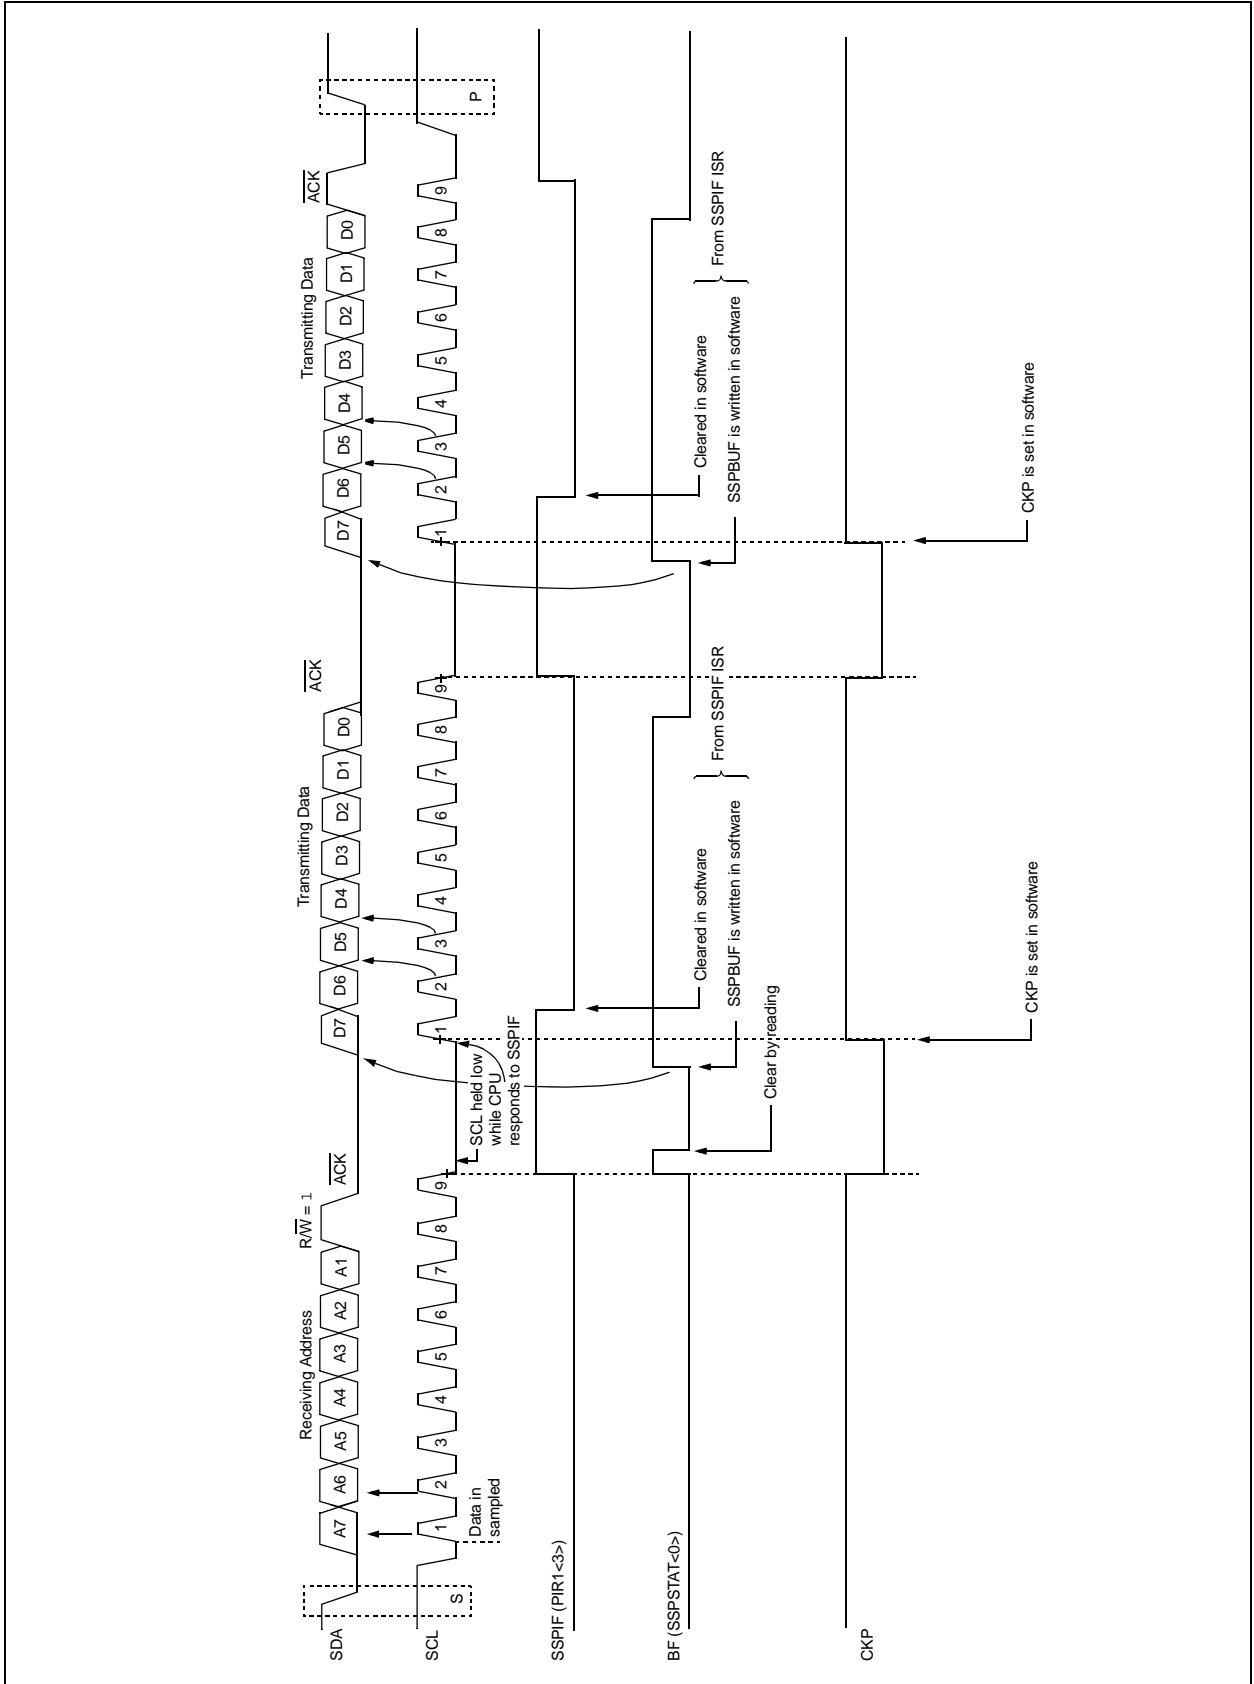 Receiving Address
R/W = 1
ACK
Transmitting Data
ACK
Transmitting Data
ACK
SDA
A7 A6 A5 A4 A3 A2 A1
D7 D6 D5 D4 D3 D2 D1 D0
D7 D6 D5 D4 D3 D2 D1 D0
SCL
1 2 3 4 5 6 7 8 9
1 2 3 4 5 6 7 8 9
1 2 3 4 5 6 7 8 9
S
P
Data in
sampled
SCL held low
while CPU
responds to SSPIF
SSPIF (PIR1<3>)
BF (SSPSTAT<0>)
Cleared in software
SSPBUF is written in software
From SSPIF ISR
Clear by reading
Cleared in software
SSPBUF is written in software
From SSPIF ISR
CKP
CKP is set in software
CKP is set in software